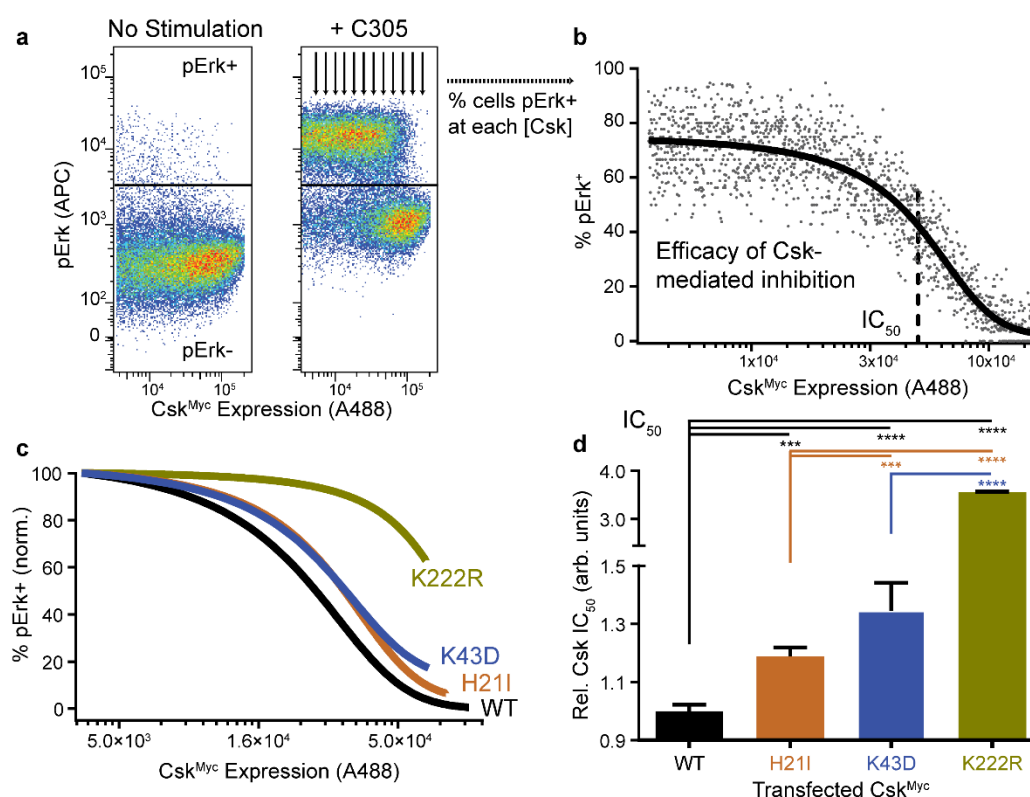 a
No Stimulation
+ C305
pErk+
pErk-
pErk (APC)
10⁵
10⁴
10³
10²
0
10⁴ 10⁵
10⁴ 10⁵
Csk^Myc Expression (A488)
% cells pErk+
at each [Csk]
b
% pErk⁺
100
80
60
40
20
0
Efficacy of Csk-
mediated inhibition
IC₅₀
1x10⁴ 3x10⁴ 10x10⁴
Csk^Myc Expression (A488)
c
% pErk+ (norm.)
100
80
60
40
20
0
K222R
K43D
H21I
WT
5.0×10³ 1.6×10⁴ 5.0×10⁴
Csk^Myc Expression (A488)
IC₅₀
d
*** **** ****
*** ****
****
Rel. Csk IC₅₀ (arb. units)
4.0
3.0
1.5
1.3
1.1
0.9
WT H21I K43D K222R
Transfected Csk^Myc